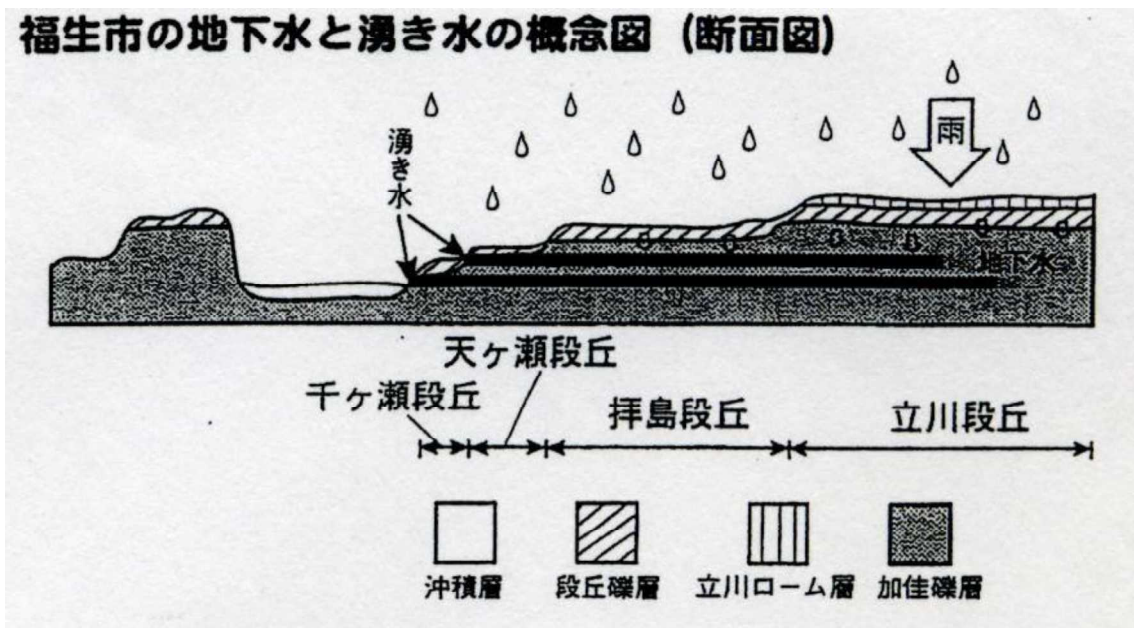 福生市の地下水と湧き水の概念図（断面図）
雨
湧き水
地下水
天ヶ瀬段丘
千ヶ瀬段丘
拝島段丘
立川段丘
沖積層
段丘礫層
立川ローム層
加佳礫層